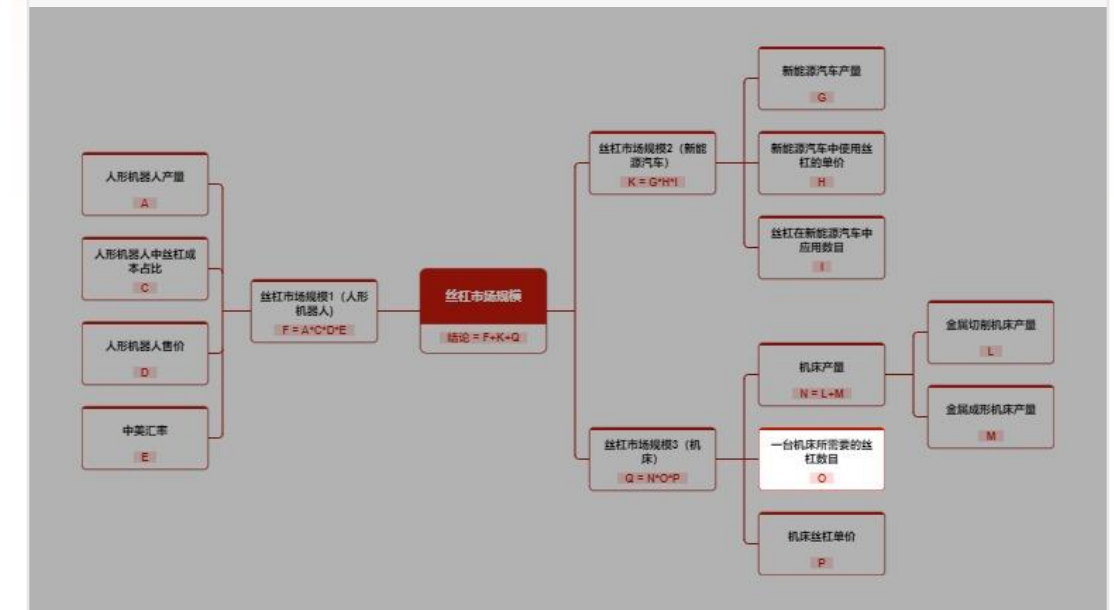 人形机器人产量
A
人形机器人中丝杠成
本占比
C
人形机器人售价
D
中美汇率
E
丝杠市场规模1（人形
机器人)
F = A*C*D*E
丝杠市场规模
结论 = F+K+Q
丝杠市场规模2（新能
源汽车）
K = G*H*I
新能源汽车产量
G
新能源汽车中使用丝
杠的单价
H
丝杠在新能源汽车中
应用数目
I
丝杠市场规模3（机
床）
Q = N*O*P
机床产量
N = L+M
金属切削机床产量
L
金属成形机床产量
M
一台机床所需要的丝
杠数目
O
机床丝杠单价
P